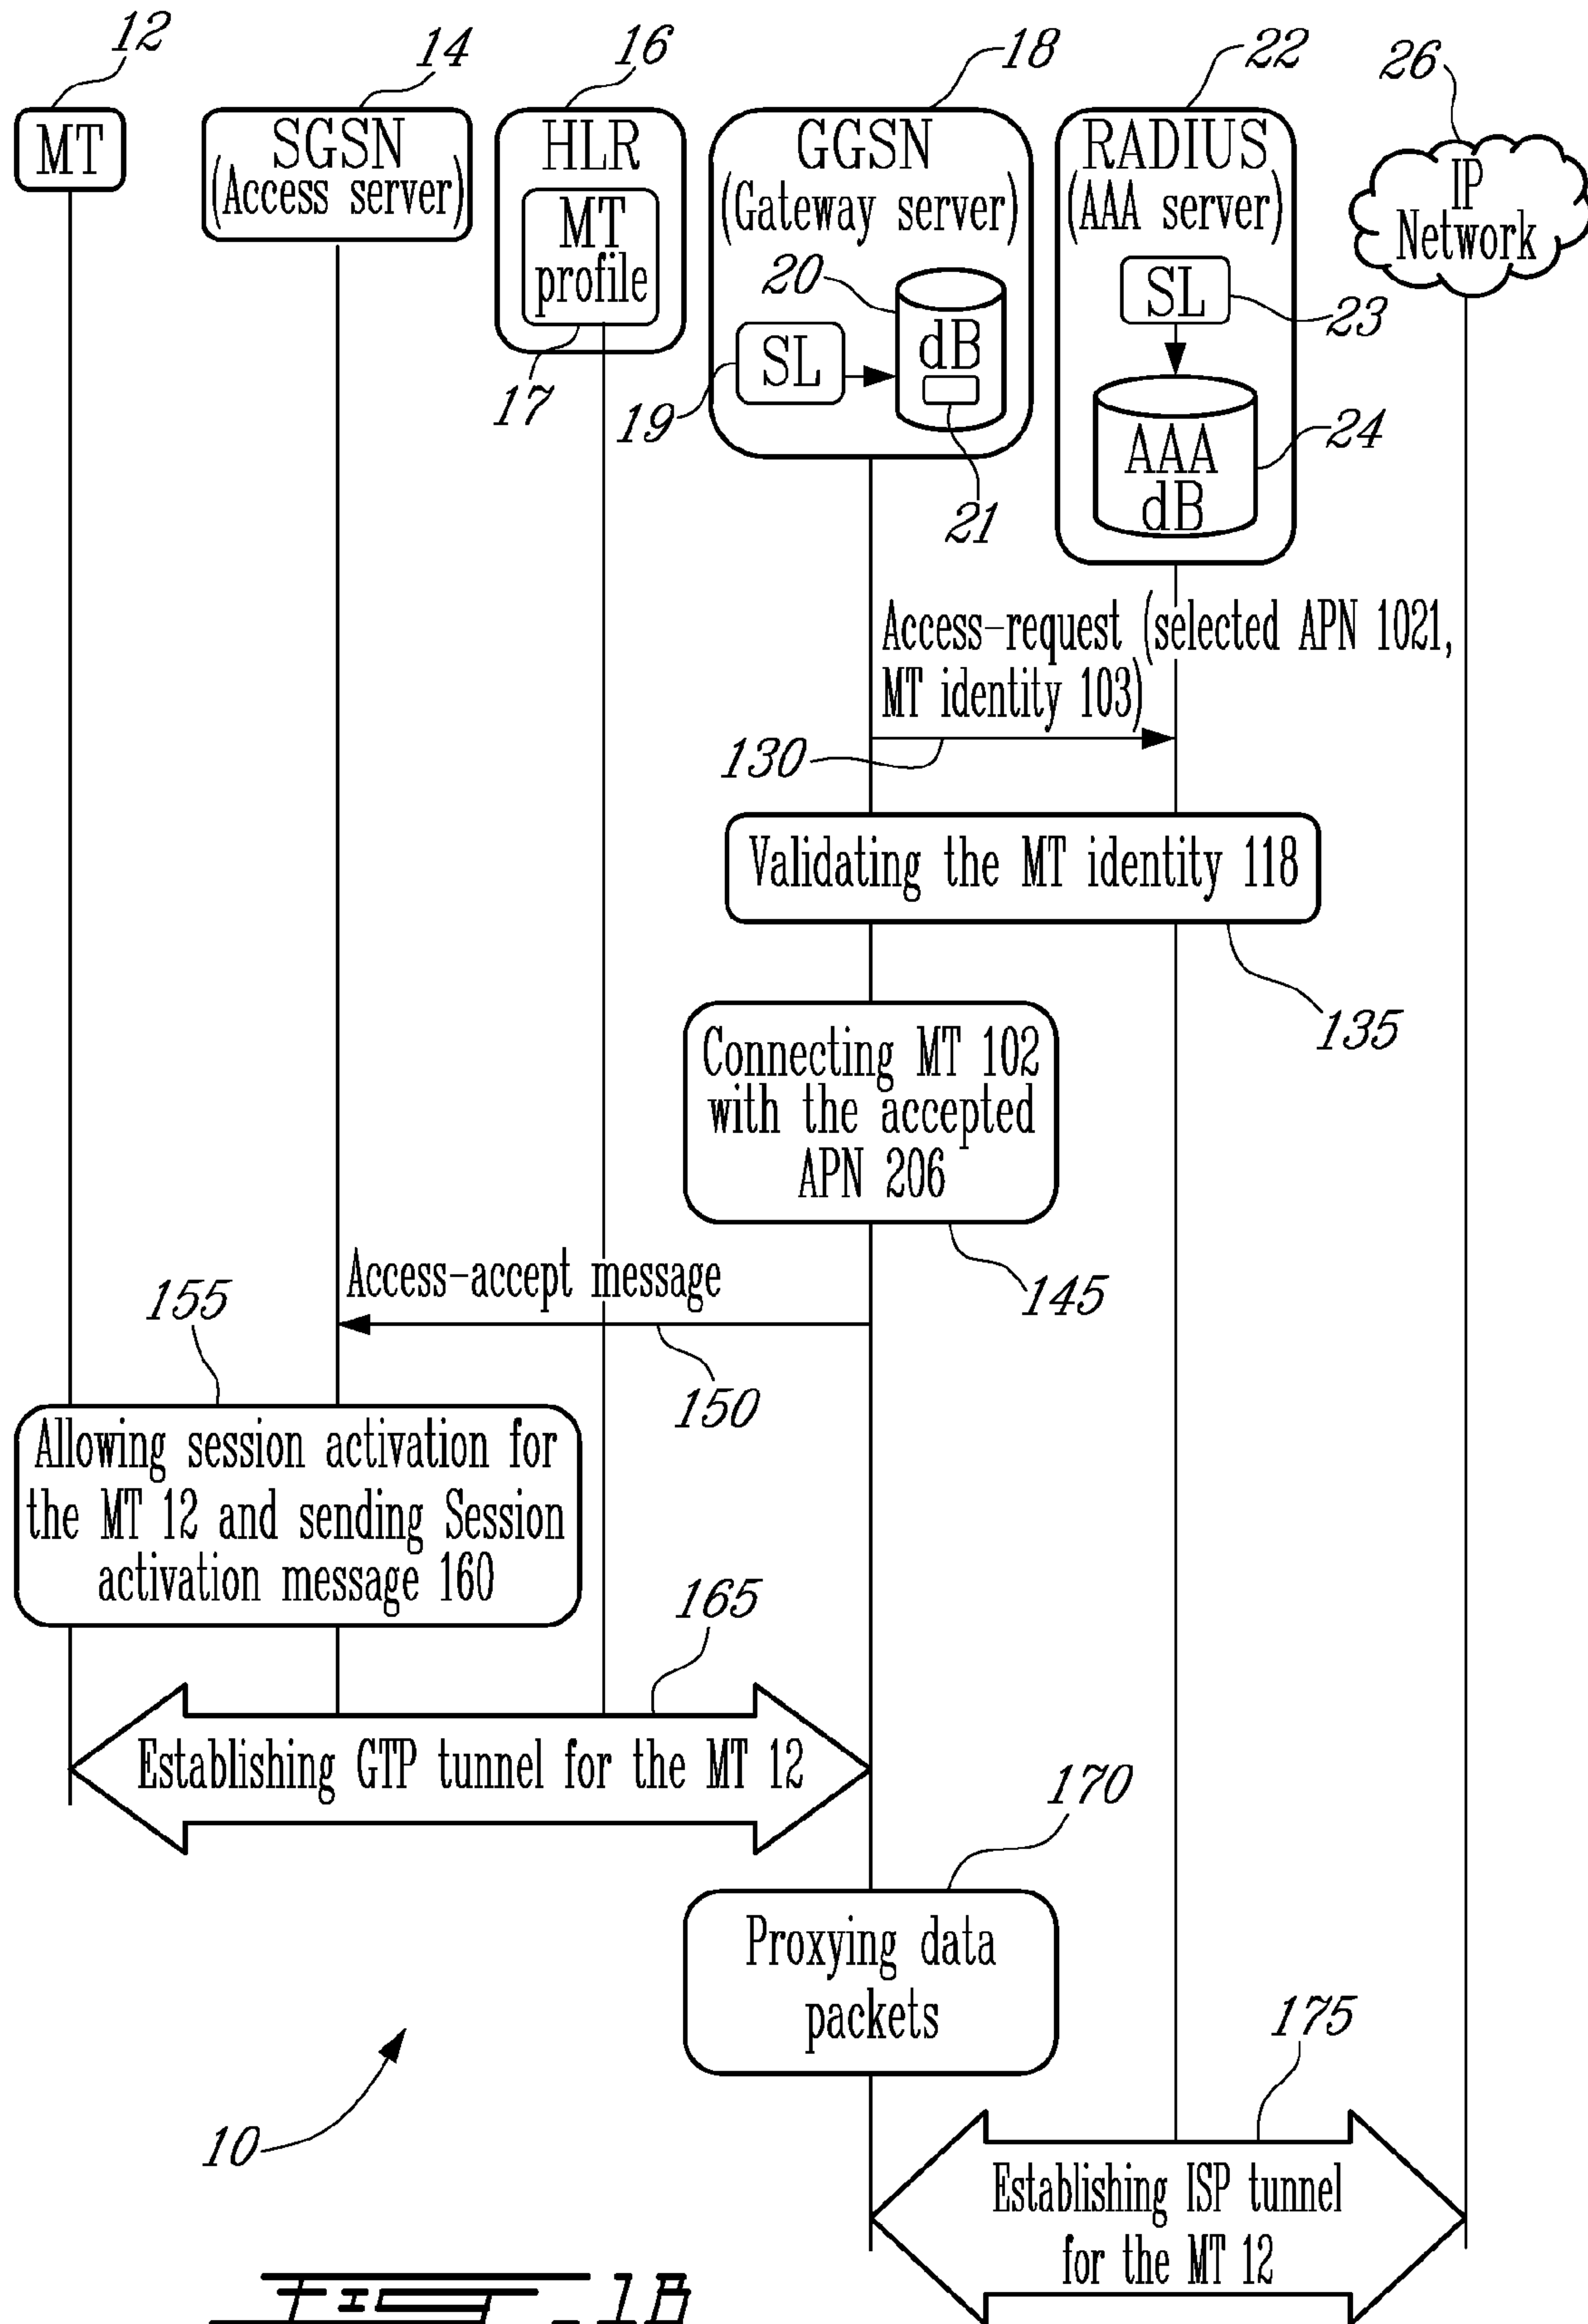 12
14
16
18
22
26
MT
SGSN
(Access server)
HLR
MT
profile
17
GGSN
(Gateway server)
20
SL
dB
19
21
RADIUS
(AAA server)
SL
23
AAA
dB
24
IP
Network
Access-request (selected APN 1021,
MT identity 103)
130
Validating the MT identity 118
135
Connecting MT 102
with the accepted
APN 206
145
Access-accept message
150
155
Allowing session activation for
the MT 12 and sending Session
activation message 160
165
Establishing GTP tunnel for the MT 12
170
Proxying data
packets
175
Establishing ISP tunnel
for the MT 12
10
FIG. 1B